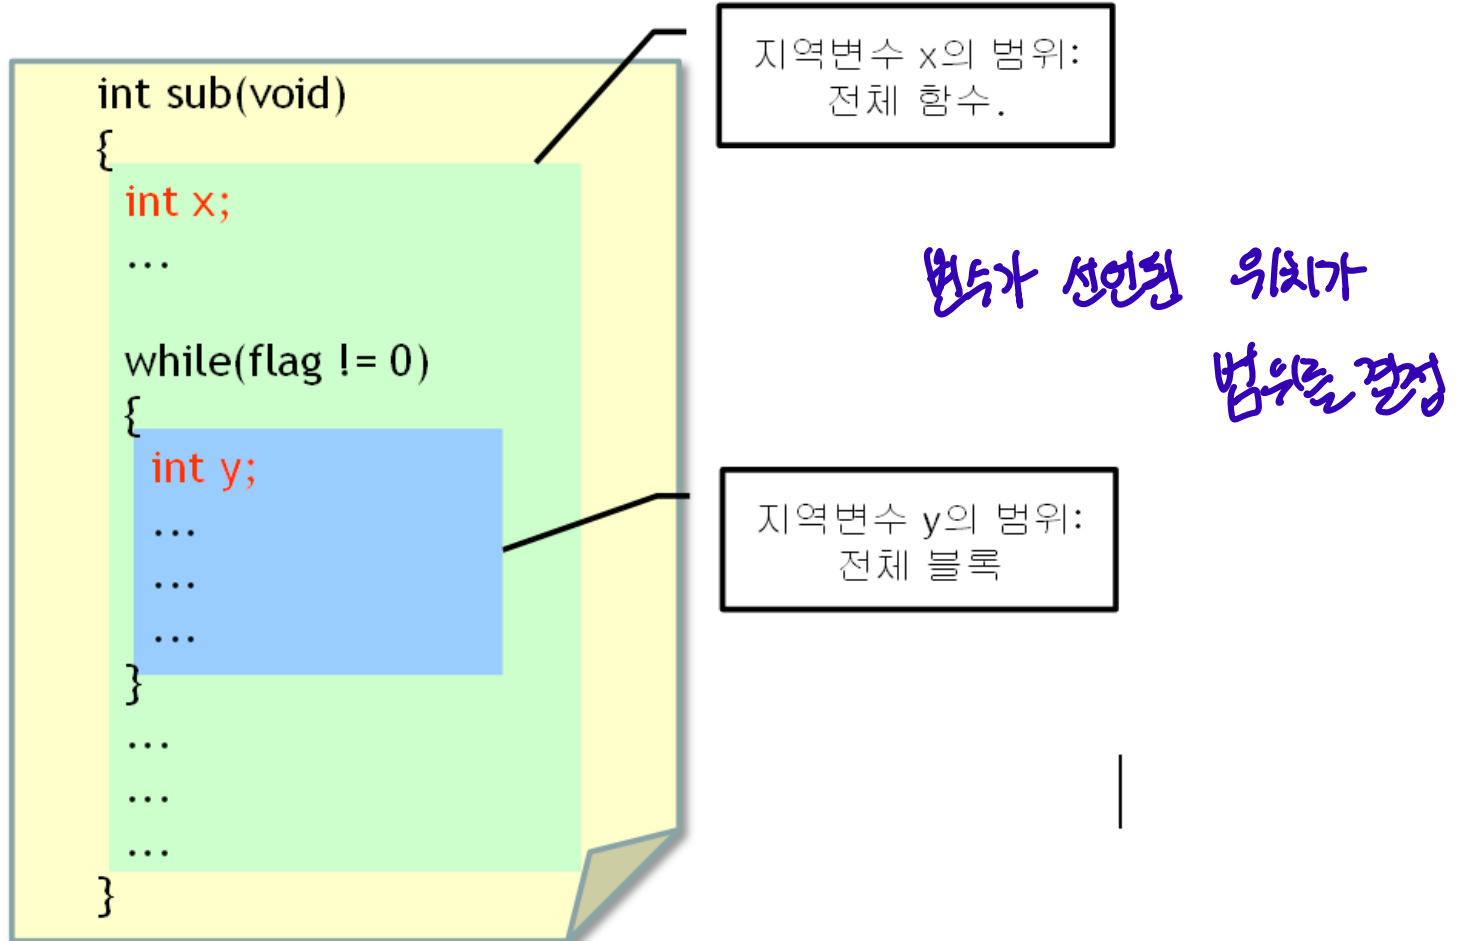 int sub(void)
{
int x;
...
while(flag != 0)
{
int y;
...
...
...
}
...
...
...
}
지역변수 x의 범위:
전체 함수.
변수가 선언된 위치가
범위를 결정
지역변수 y의 범위:
전체 블록